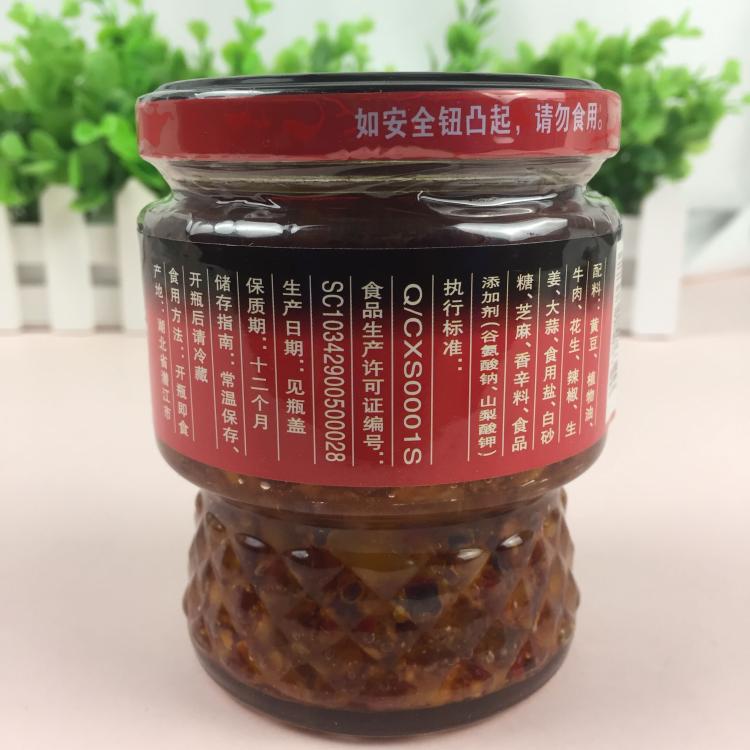 如安全钮凸起，请勿食用。
配料：黄豆、植物油、
牛肉、花生、辣椒、生
姜、大蒜、食用盐、白砂
糖、芝麻、香辛料、食品
添加剂（谷氨酸钠、山梨酸钾）
执行标准：
Q/CXS0001S
食品生产许可证编号：
SC10342900500028
生产日期：见瓶盖
保质期：十二个月
储存指南：常温保存、
开瓶后请冷藏
食用方法：开瓶即食
产地：湖北省潜江市